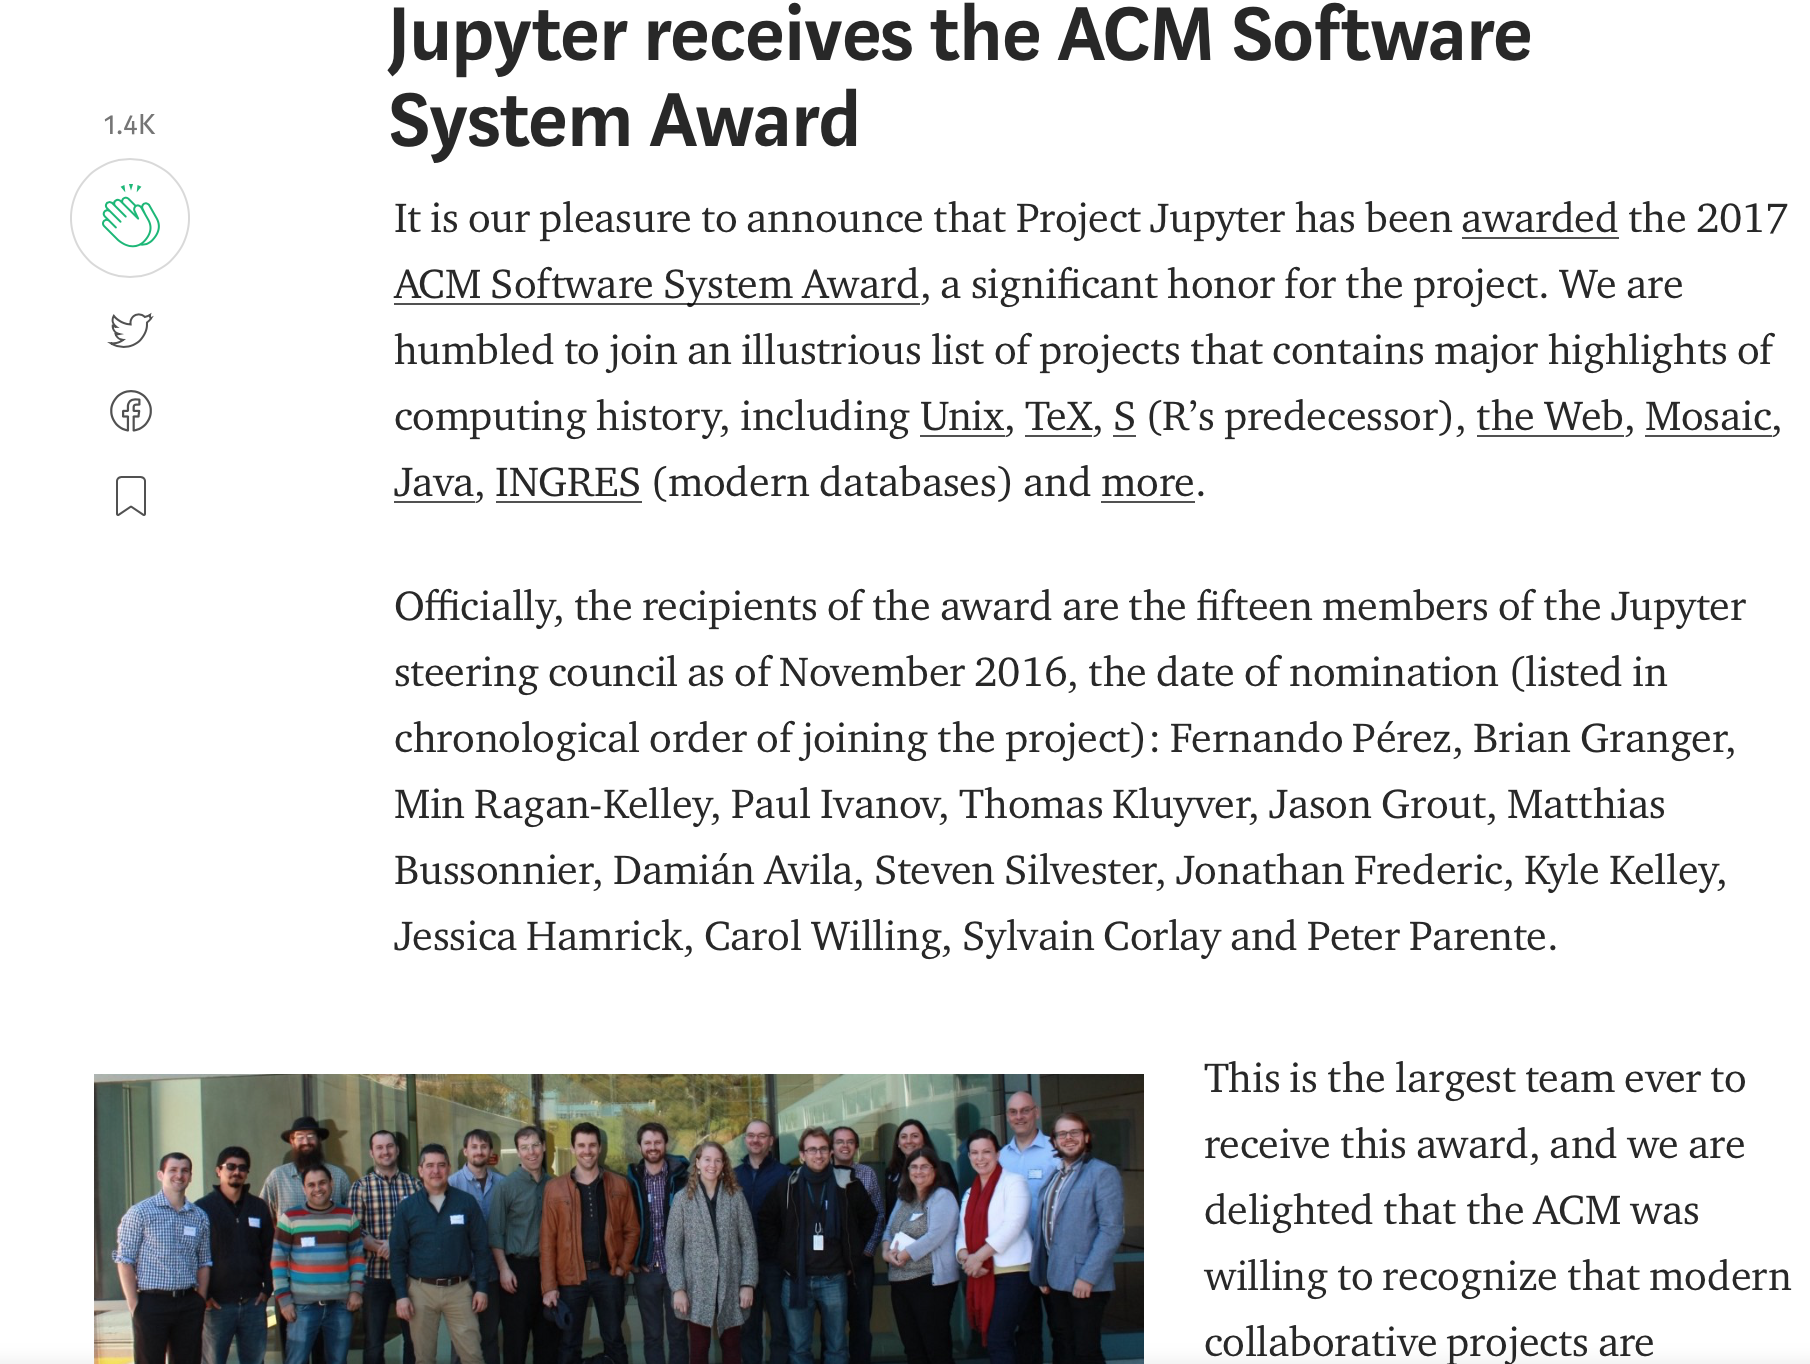 Jupyter receives the ACM Software
System Award
1.4K
It is our pleasure to announce that Project Jupyter has been awarded the 2017
ACM Software System Award, a significant honor for the project. We are
humbled to join an illustrious list of projects that contains major highlights of
computing history, including Unix, TeX, S (R’s predecessor), the Web, Mosaic,
Java, INGRES (modern databases) and more.
Officially, the recipients of the award are the fifteen members of the Jupyter
steering council as of November 2016, the date of nomination (listed in
chronological order of joining the project): Fernando Pérez, Brian Granger,
Min Ragan-Kelley, Paul Ivanov, Thomas Kluyver, Jason Grout, Matthias
Bussonnier, Damián Avila, Steven Silvester, Jonathan Frederic, Kyle Kelley,
Jessica Hamrick, Carol Willing, Sylvain Corlay and Peter Parente.
This is the largest team ever to
receive this award, and we are
delighted that the ACM was
willing to recognize that modern
collaborative projects are